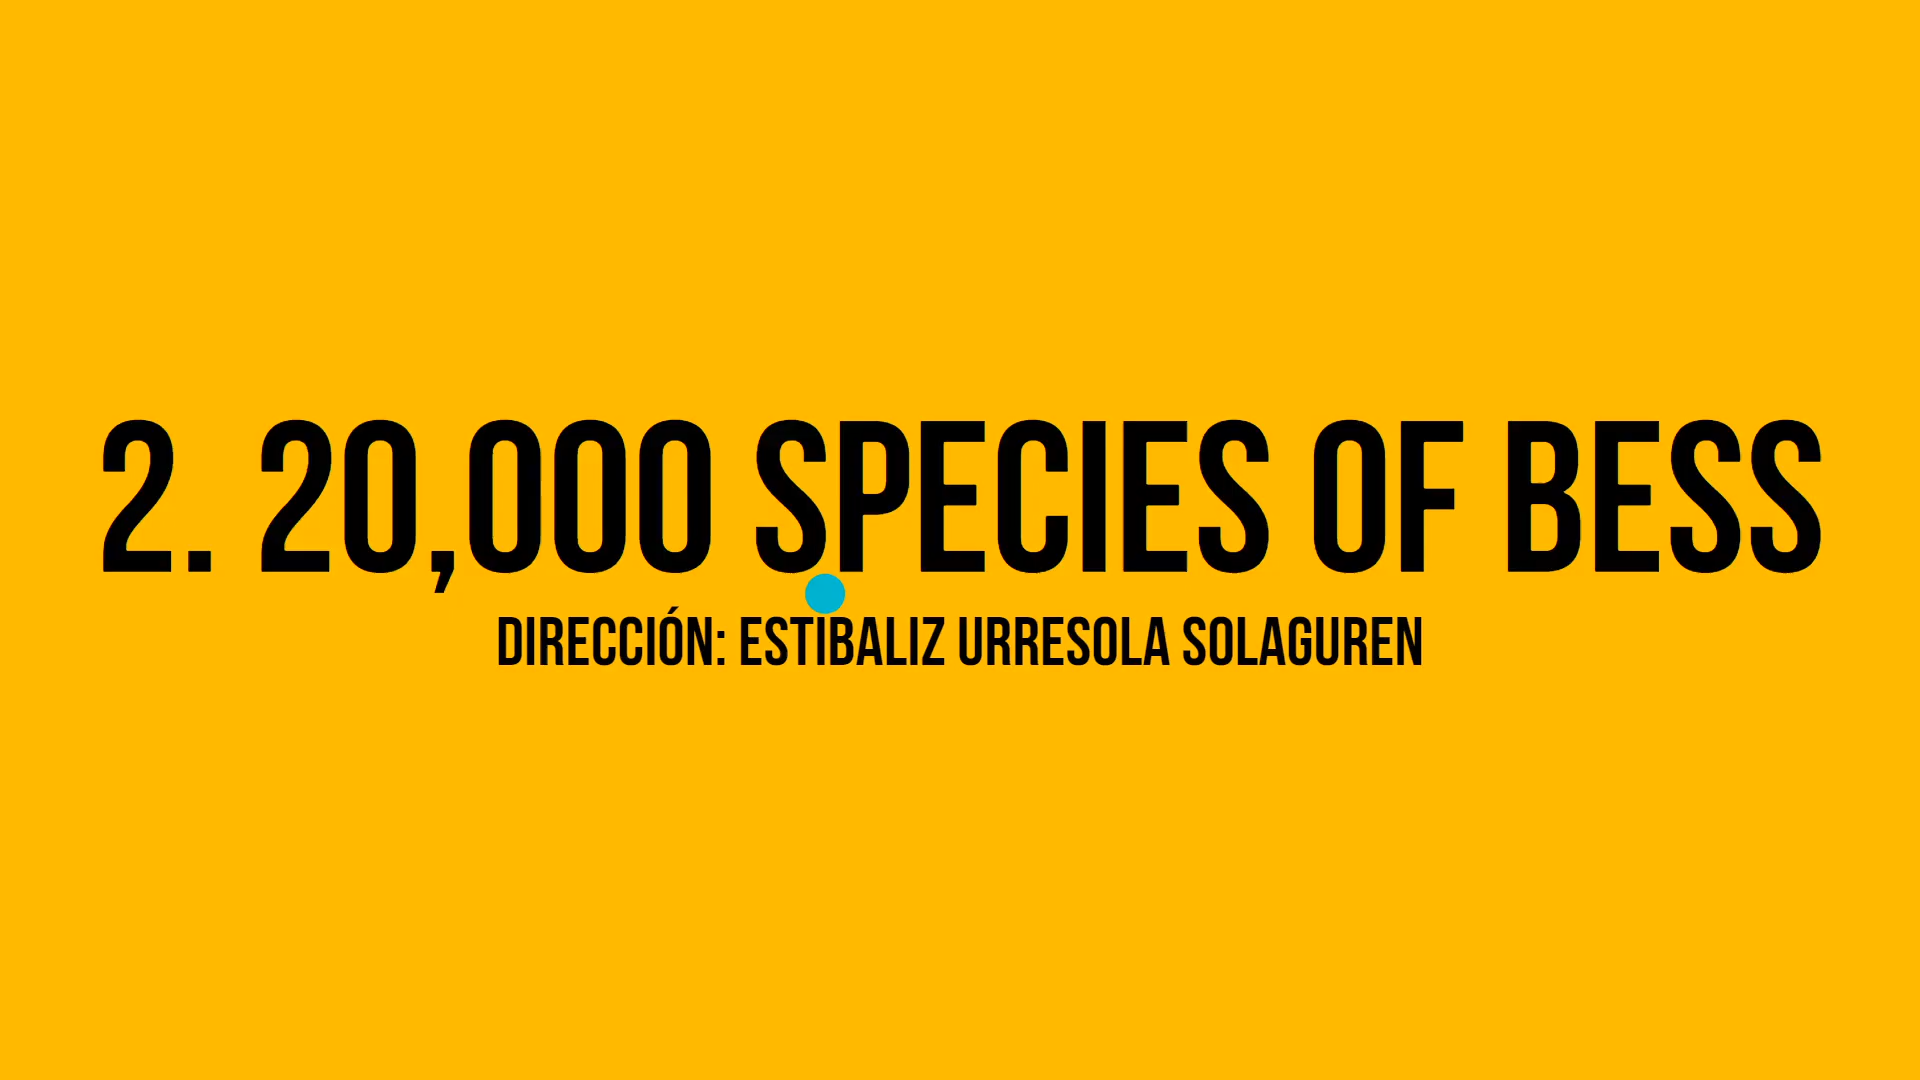 2. 20,000 SPECIES OF BESS
DIRECCIÓN: ESTIBALIZ URRESOLA SOLAGUREN